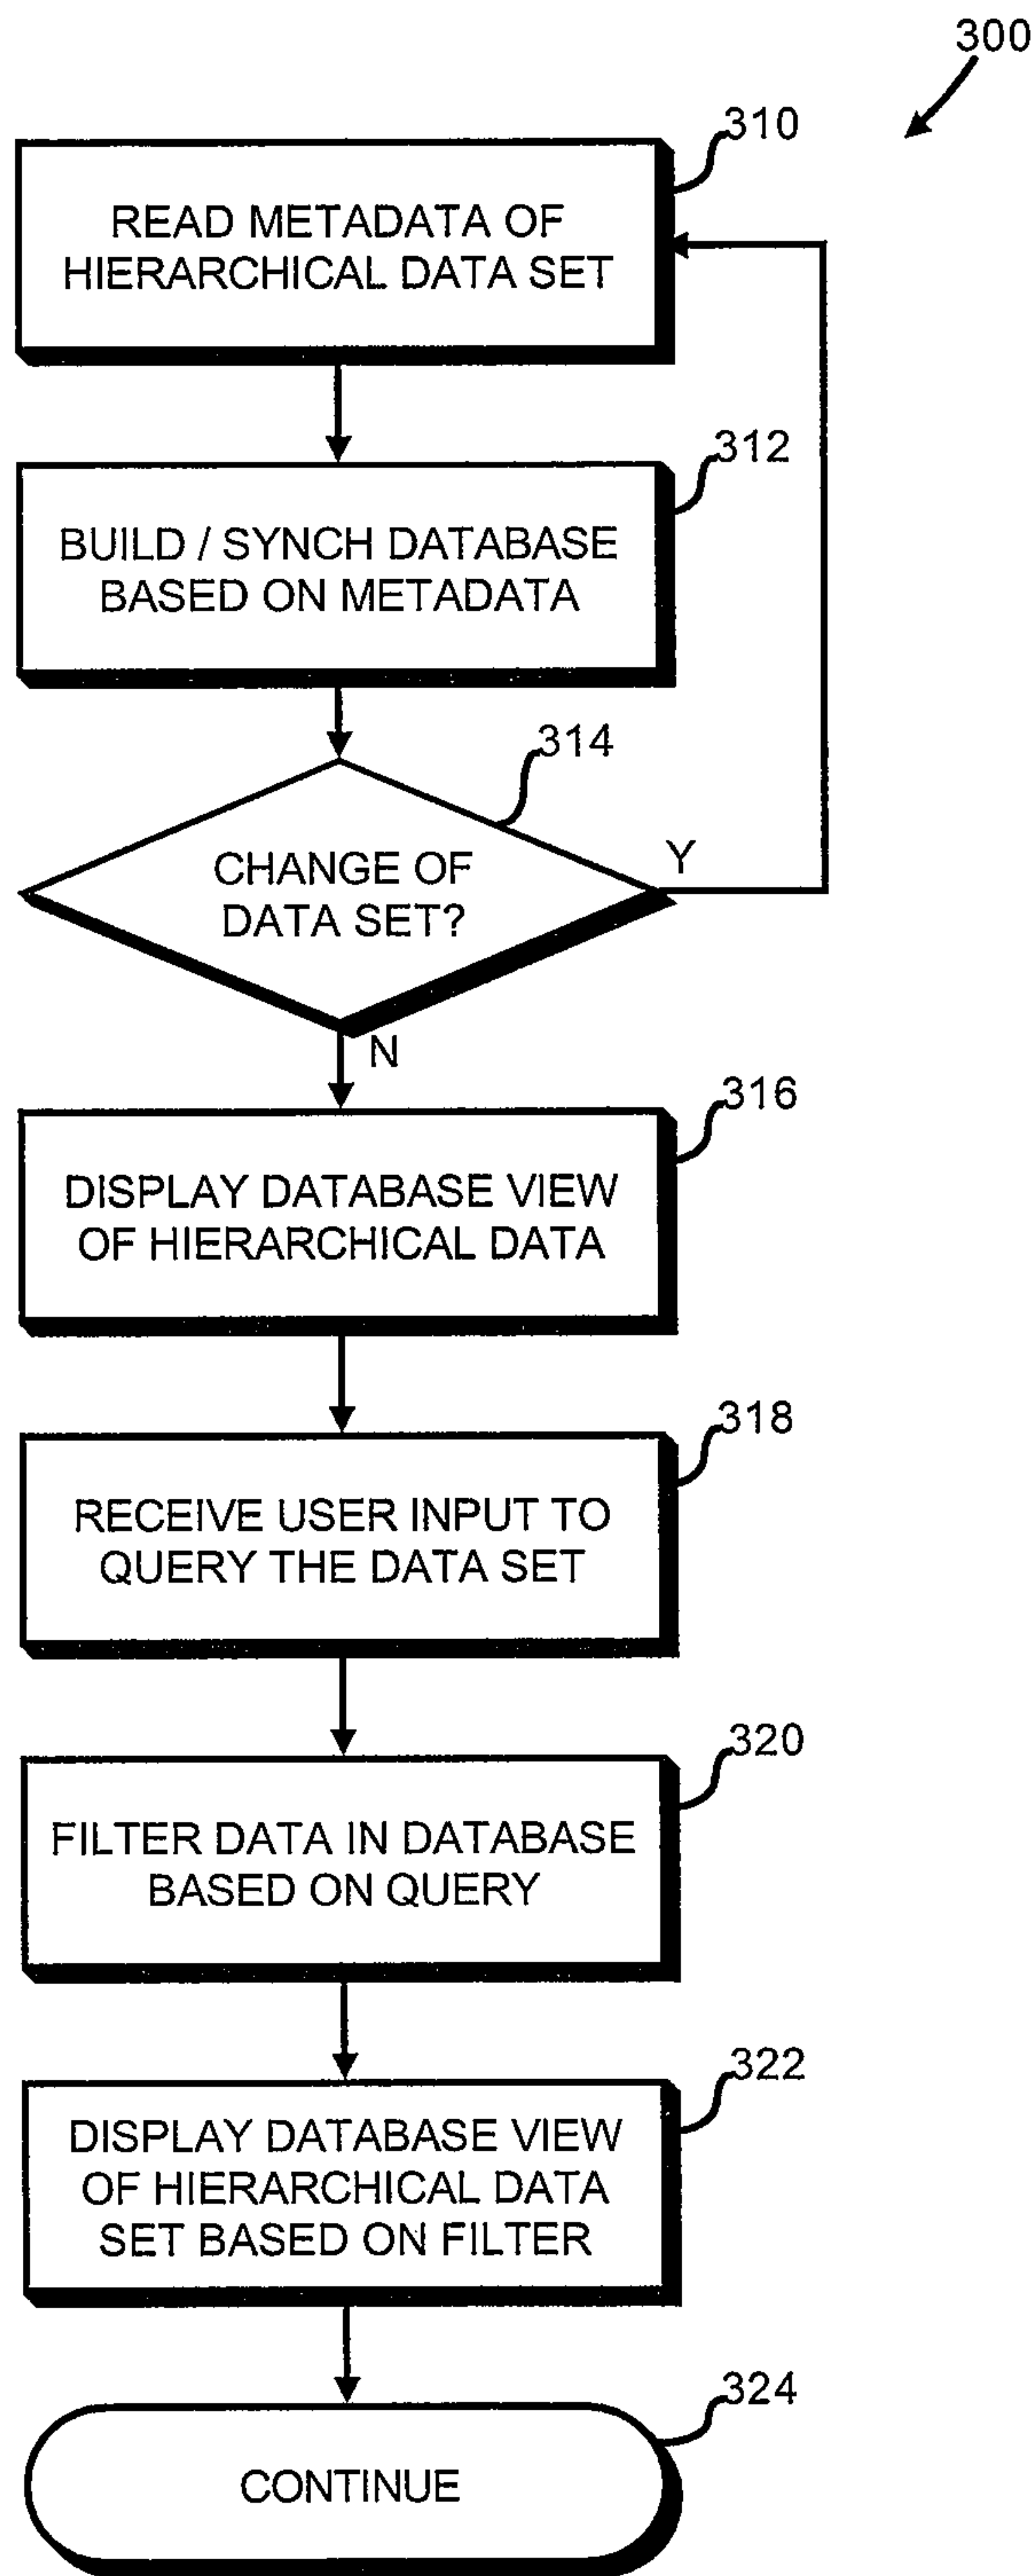 300
310
READ METADATA OF
HIERARCHICAL DATA SET
312
BUILD / SYNCH DATABASE
BASED ON METADATA
314
CHANGE OF
DATA SET?
Y
N
316
DISPLAY DATABASE VIEW
OF HIERARCHICAL DATA
318
RECEIVE USER INPUT TO
QUERY THE DATA SET
320
FILTER DATA IN DATABASE
BASED ON QUERY
322
DISPLAY DATABASE VIEW
OF HIERARCHICAL DATA
SET BASED ON FILTER
324
CONTINUE